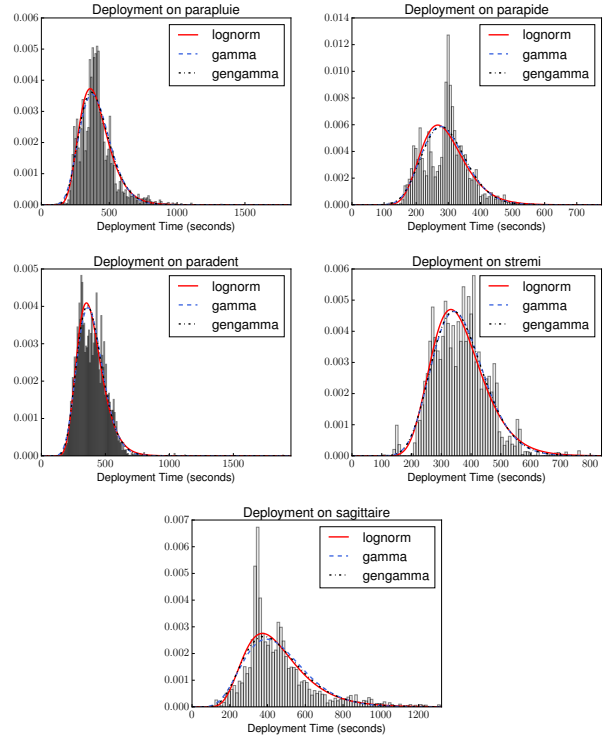 Deployment on parapluie
0.006
0.005
0.004
0.003
0.002
0.001
0.000
0
500
1000
1500
Deployment Time (seconds)
lognorm
gamma
gengamma
Deployment on parapide
0.014
0.012
0.010
0.008
0.006
0.004
0.002
0.000
0
100
200
300
400
500
600
700
Deployment Time (seconds)
lognorm
gamma
gengamma
Deployment on paradent
0.005
0.004
0.003
0.002
0.001
0.000
0
500
1000
1500
Deployment Time (seconds)
lognorm
gamma
gengamma
Deployment on stremi
0.006
0.005
0.004
0.003
0.002
0.001
0.000
0
100
200
300
400
500
600
700
800
Deployment Time (seconds)
lognorm
gamma
gengamma
Deployment on sagittaire
0.007
0.006
0.005
0.004
0.003
0.002
0.001
0.000
0
200
400
600
800
1000
1200
Deployment Time (seconds)
lognorm
gamma
gengamma